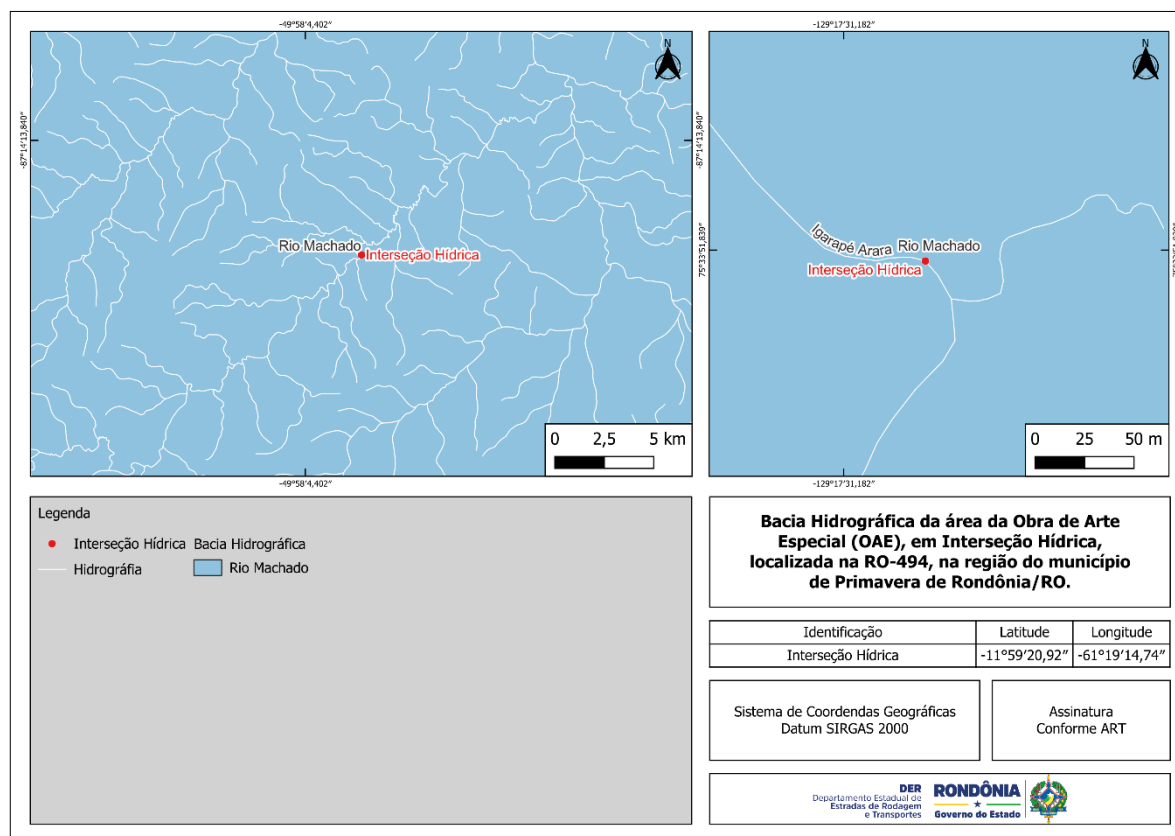 -49°58′4,402″
-129°17′31,182″
N
N
-87°14′13,840″
-87°14′13,840″
75°33′51,839″
Rio Machado
Interseção Hídrica
Igarapé Arara
Rio Machado
Interseção Hídrica
0 2,5 5 km
0 25 50 m
-49°58′4,402″
-129°17′31,182″
Legenda
Interseção Hídrica
Hidrográfia
Bacia Hidrográfica
Rio Machado
Bacia Hidrográfica da área da Obra de Arte
Especial (OAE), em Interseção Hídrica,
localizada na RO-494, na região do município
de Primavera de Rondônia/RO.
Identificação Latitude Longitude
Interseção Hídrica -11°59′20,92″ -61°19′14,74″
Sistema de Coordendas Geográficas
Datum SIRGAS 2000
Assinatura
Conforme ART
DER
Departamento Estadual de
Estradas de Rodagem
e Transportes
RONDÔNIA
Governo do Estado